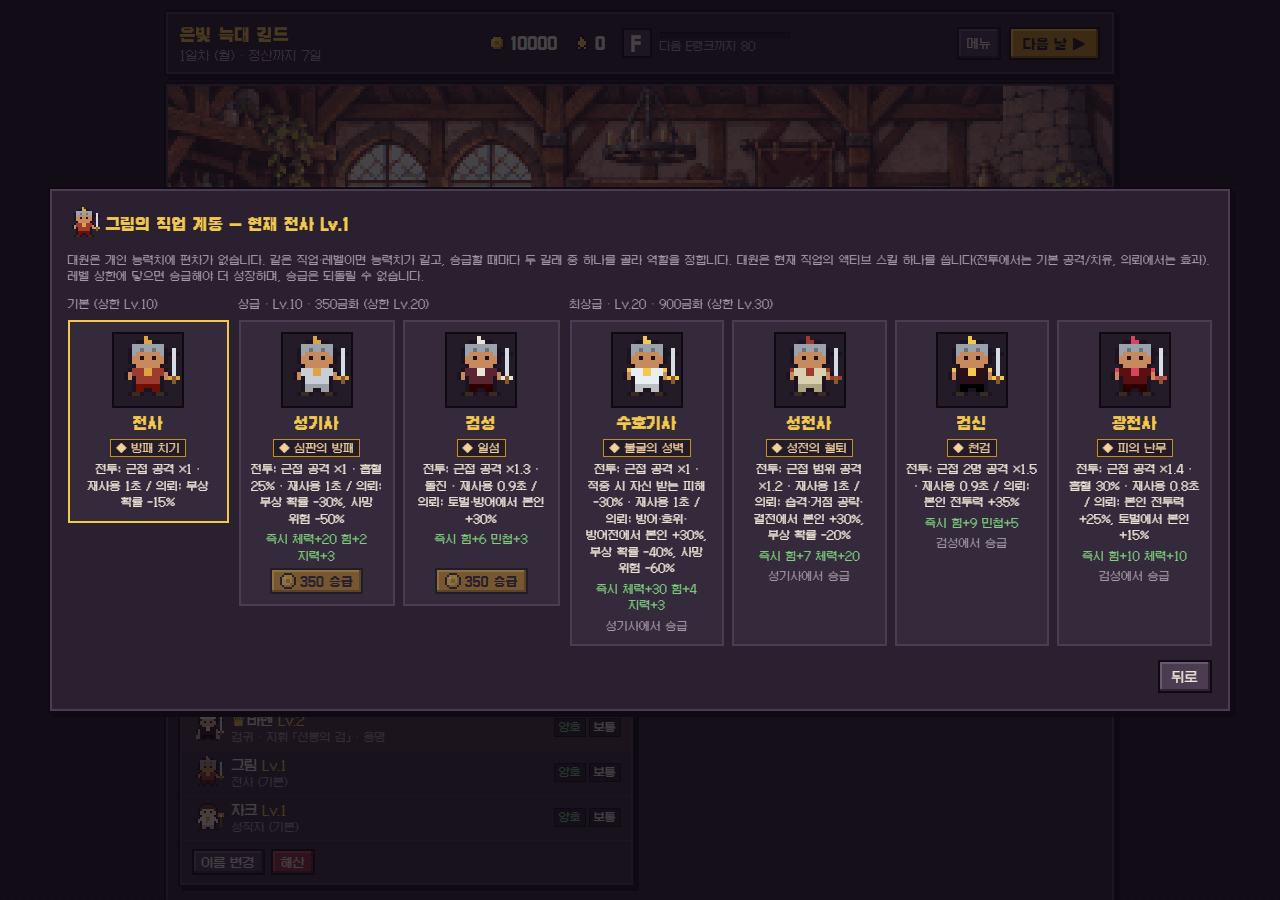 은빛 늑대 길드
1일차 (월) · 정산까지 7일
10000
0
F
다음 E랭크까지 80
메뉴
다음 날 ▶
그림의 직업 계통 — 현재 전사 Lv.1
대원은 개인 능력치에 편차가 없습니다. 같은 직업·레벨이면 능력치가 같고, 승급할 때마다 두 갈래 중 하나를 골라 역할을 정합니다. 대원은 현재 직업의 액티브 스킬 하나를 씁니다(전투에서는 기본 공격/치유, 의뢰에서는 효과).
레벨 상한에 닿으면 승급해야 더 성장하며, 승급은 되돌릴 수 없습니다.
기본 (상한 Lv.10)
상급 · Lv.10 · 350금화 (상한 Lv.20)
최상급 · Lv.20 · 900금화 (상한 Lv.30)
전사
◆ 방패 치기
전투: 근접 공격 ×1 ·
재사용 1초 / 의뢰: 부상
확률 -15%
성기사
◆ 심판의 방패
전투: 근접 공격 ×1 · 흡혈
25% · 재사용 1초 / 의뢰:
부상 확률 -30%, 사망
위험 -50%
즉시 체력+20 힘+2
지력+3
350 승급
검성
◆ 일섬
전투: 근접 공격 ×1.3 ·
돌진 · 재사용 0.9초 /
의뢰: 토벌·방어에서 본인
+30%
즉시 힘+6 민첩+3
350 승급
수호기사
◆ 불굴의 성벽
전투: 근접 공격 ×1 ·
적중 시 자신 받는 피해
-30% · 재사용 1초 /
의뢰: 방어·호위·
방어전에서 본인 +30%,
부상 확률 -40%, 사망
위험 -60%
즉시 체력+30 힘+4
지력+3
성기사에서 승급
성전사
◆ 성전의 철퇴
전투: 근접 범위 공격
×1.2 · 재사용 1초 /
의뢰: 습격·거점 공략·
결전에서 본인 +30%,
부상 확률 -20%
즉시 힘+7 체력+20
성기사에서 승급
검신
◆ 천검
전투: 근접 2명 공격 ×1.5
· 재사용 0.9초 / 의뢰:
본인 전투력 +35%
즉시 힘+9 민첩+5
검성에서 승급
광전사
◆ 피의 난무
전투: 근접 공격 ×1.4 ·
흡혈 30% · 재사용 0.8초
/ 의뢰: 본인 전투력
+25%, 토벌에서 본인
+15%
즉시 힘+10 체력+10
검성에서 승급
뒤로
Lv.2
양호 보통
그림 Lv.1
전사 (기본)
양호 보통
자크 Lv.1
성직자 (기본)
양호 보통
이름 변경
해산